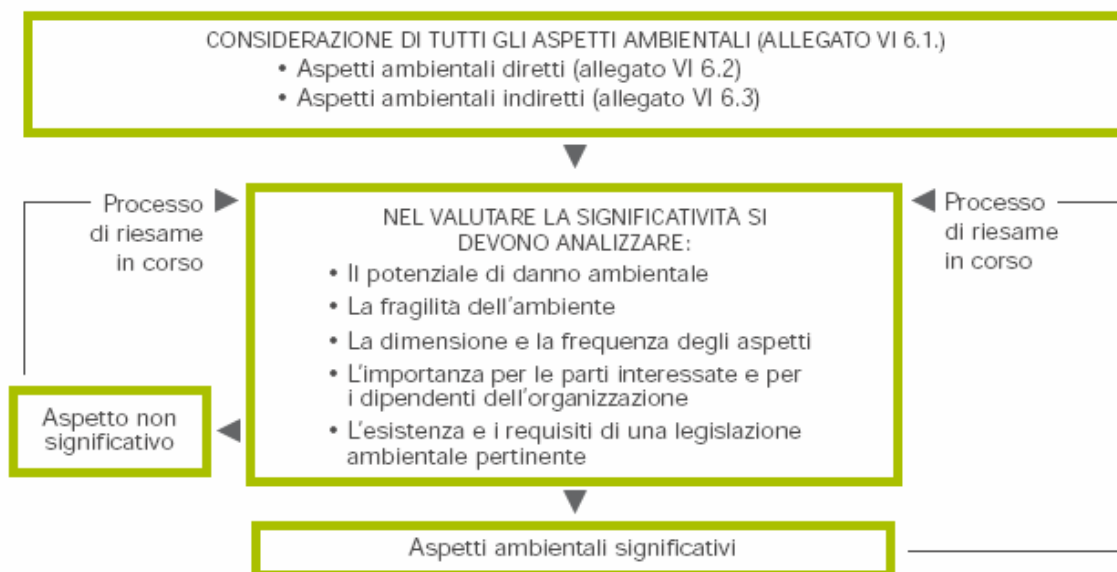 CONSIDERAZIONE DI TUTTI GLI ASPETTI AMBIENTALI (ALLEGATO VI 6.1.)
• Aspetti ambientali diretti (allegato VI 6.2)
• Aspetti ambientali indiretti (allegato VI 6.3)
Processo
di riesame
in corso
NEL VALUTARE LA SIGNIFICATIVITÀ SI
DEVONO ANALIZZARE:
• Il potenziale di danno ambientale
• La fragilità dell'ambiente
• La dimensione e la frequenza degli aspetti
• L'importanza per le parti interessate e per
i dipendenti dell'organizzazione
• L'esistenza e i requisiti di una legislazione
ambientale pertinente
Processo
di riesame
in corso
Aspetto non
significativo
Aspetti ambientali significativi